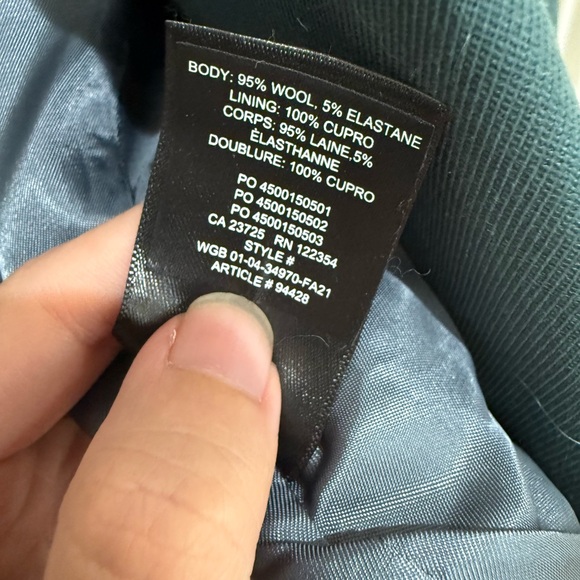 BODY: 95% WOOL, 5% ELASTANE
LINING: 100% CUPRO
CORPS: 95% LAINE,5%
ÉLASTHANNE
DOUBLURE: 100% CUPRO
PO 4500150501
PO 4500150502
PO 4500150503
CA 23725 RN 122354
STYLE #
WGB 01-04-34970-FA21
ARTICLE # 94428